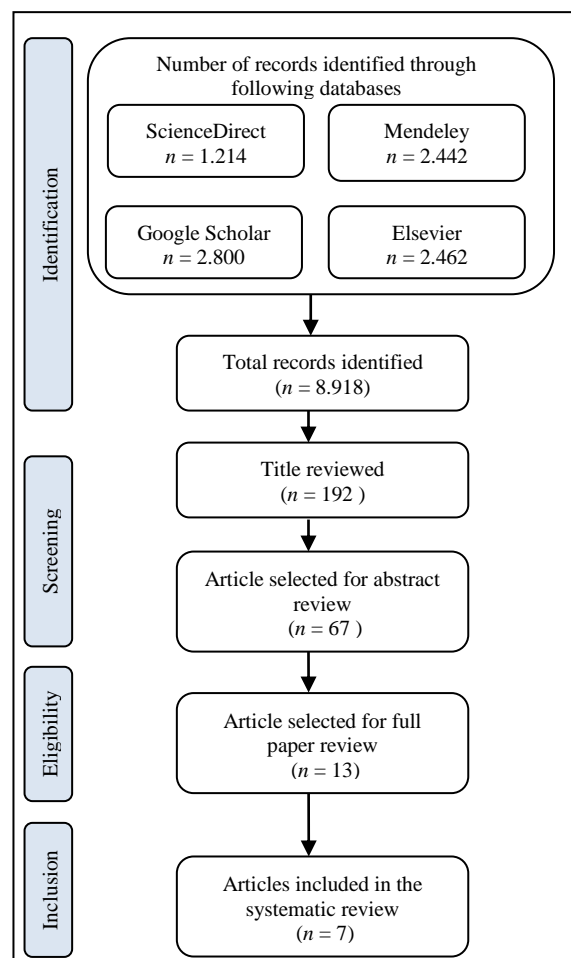 Identification
Number of records identified through
following databases
ScienceDirect
n = 1.214
Mendeley
n = 2.442
Google Scholar
n = 2.800
Elsevier
n = 2.462
Total records identified
(n = 8.918)
Screening
Title reviewed
(n = 192 )
Article selected for abstract
review
(n = 67 )
Eligibility
Article selected for full
paper review
(n = 13)
Inclusion
Articles included in the
systematic review
(n = 7)